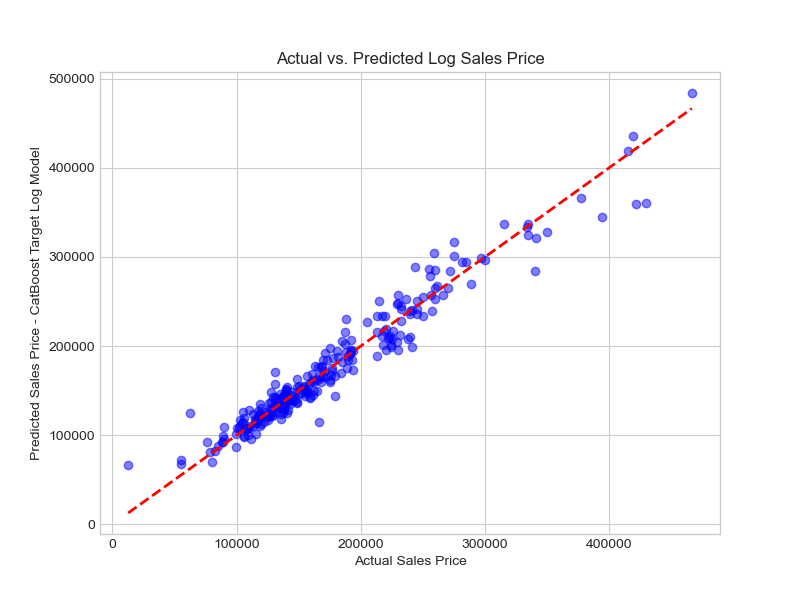 Actual vs. Predicted Log Sales Price
Predicted Sales Price - CatBoost Target Log Model
500000
400000
300000
200000
100000
0
0 100000 200000 300000 400000
Actual Sales Price